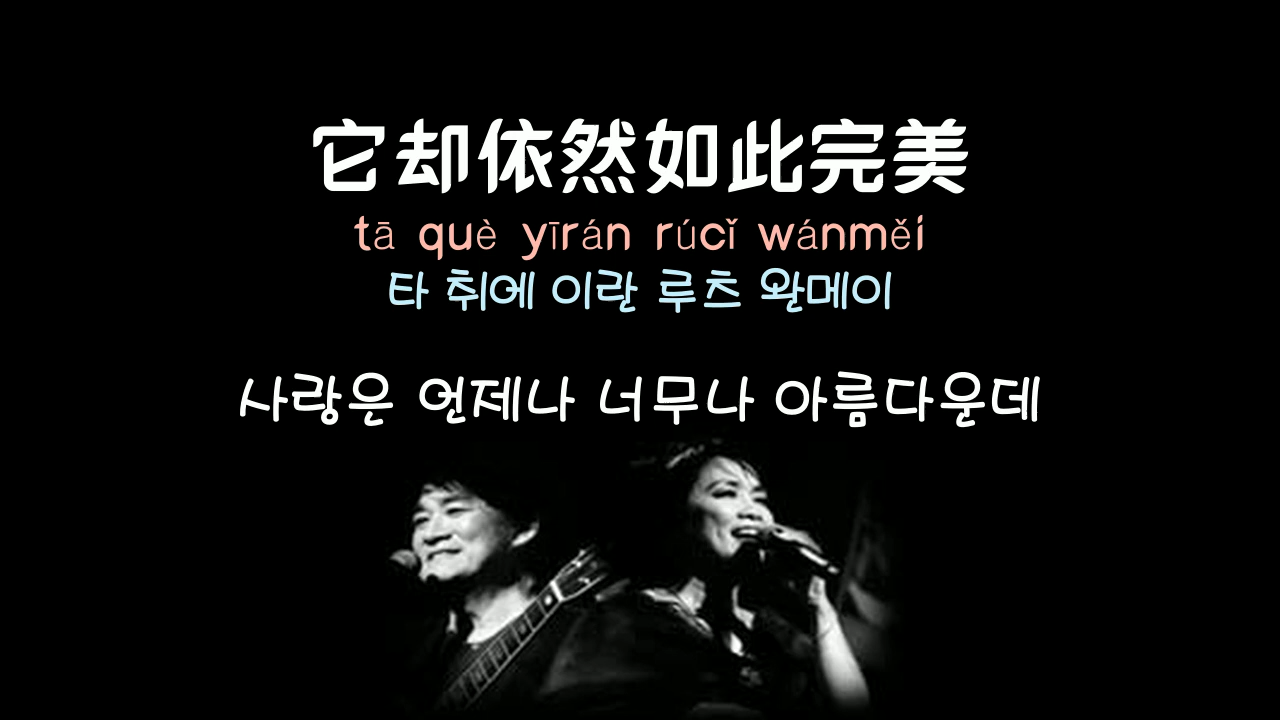 它却依然如此完美
tā què yīrán rúcǐ wánměi
타 취에 이란 루츠 완메이
사랑은 언제나 너무나 아름다운데